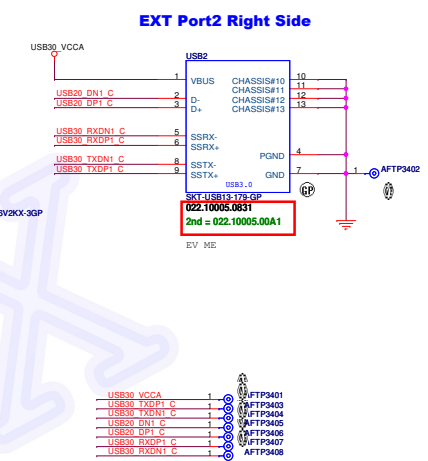 EXT Port2 Right Side
USB30_VCCA
USB2
1 VBUS CHASSIS#10 10
CHASSIS#11 11
USB20_DN1_C 2 D- CHASSIS#12 12
USB20_DP1_C 3 D+ CHASSIS#13 13
USB30_RXDN1_C 5 SSRX-
USB30_RXDP1_C 6 SSRX+
PGND 4
USB30_TXDN1_C 8 SSTX-
USB30_TXDP1_C 9 SSTX+ GND 7 1 AFTP3402
USB3.0
GP
SKT-USB13-179-GP
022.10005.0831
6V2KX-3GP
2nd = 022.10005.00A1
EV ME
USB30_VCCA 1 AFTP3401
USB30_TXDP1_C 1 AFTP3403
USB30_TXDN1_C 1 AFTP3404
USB20_DN1_C 1 AFTP3405
USB20_DP1_C 1 AFTP3406
USB30_RXDP1_C 1 AFTP3407
USB30_RXDN1_C 1 AFTP3408